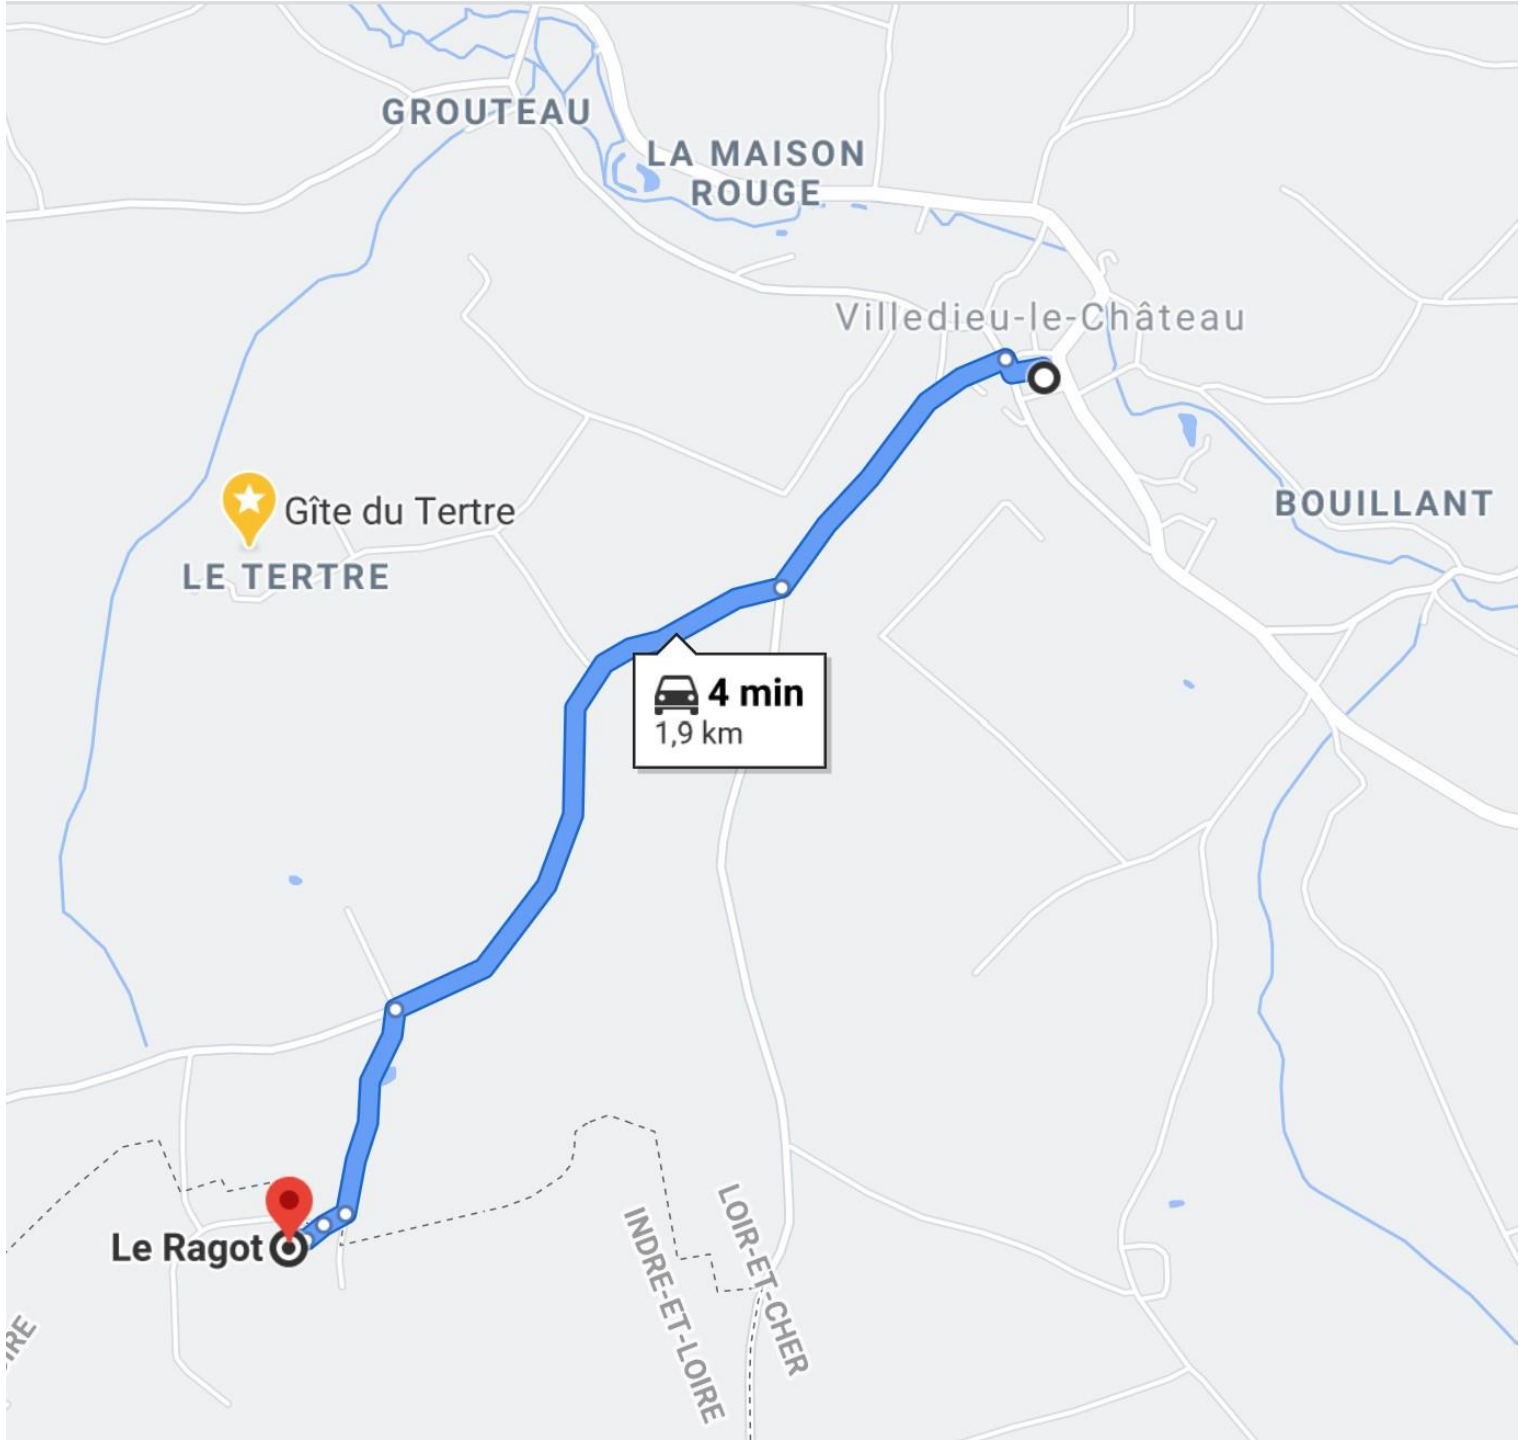 GROUTEAU
LA MAISON
ROUGE
Villedieu-le-Château
Gîte du Tertre
BOUILLANT
LE TERTRE
4 min
1,9 km
Le Ragot
LOIR-ET-CHER
INDRE-ET-LOIRE